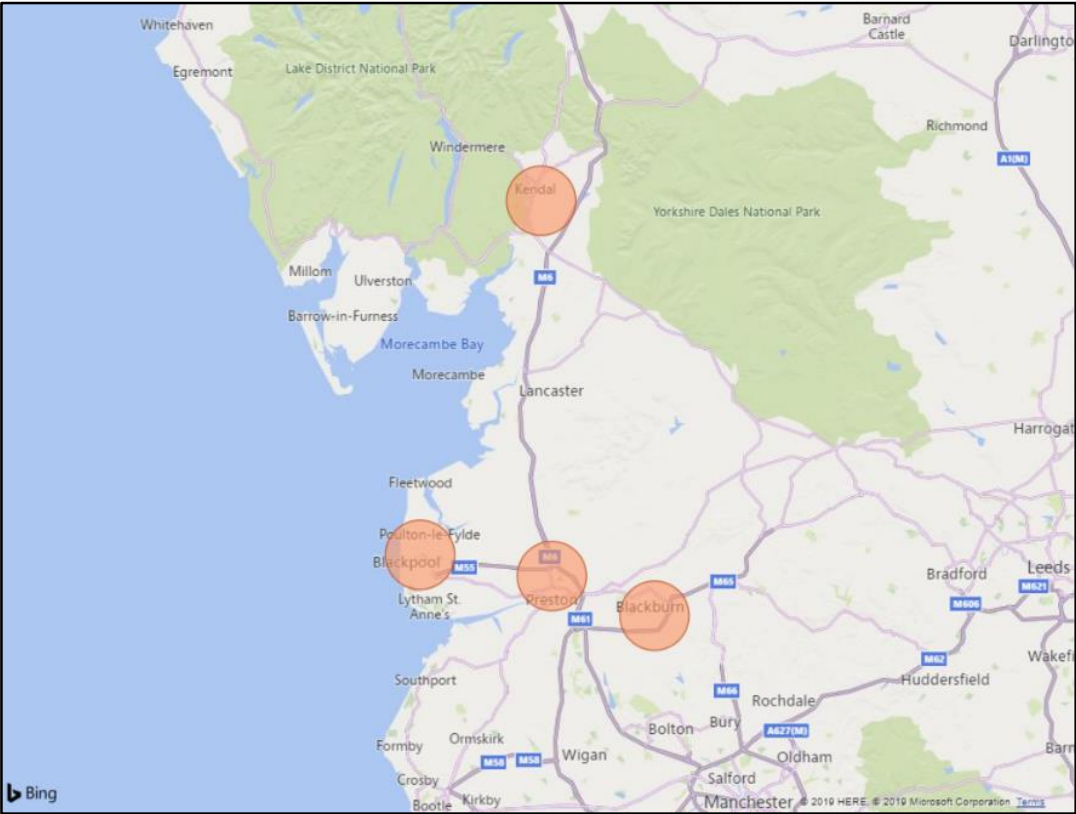 Whitehaven
Barnard
Castle
Darlingto
Egremont
Lake District National Park
Richmond
Windermere
A1(M)
Kendal
Yorkshire Dales National Park
Millom
Ulverston
M6
Barrow-in-Furness
Morecambe Bay
Morecambe
Lancaster
Harrogat
Fleetwood
Poulton-le-Fylde
Blackpool
M55
M6
Leeds
Bradford
M65
M621
Lytham St.
Anne's
Preston
Blackburn
M606
M61
M62
Wakefi
Southport
Huddersfield
M66
Rochdale
Bury
A627(M)
Bolton
Formby
Ormskirk
Barn
M58
M58
Wigan
Oldham
Crosby
Salford
Bing
Bootle
Kirkby
Manchester
© 2019 HERE, © 2019 Microsoft Corporation Terms